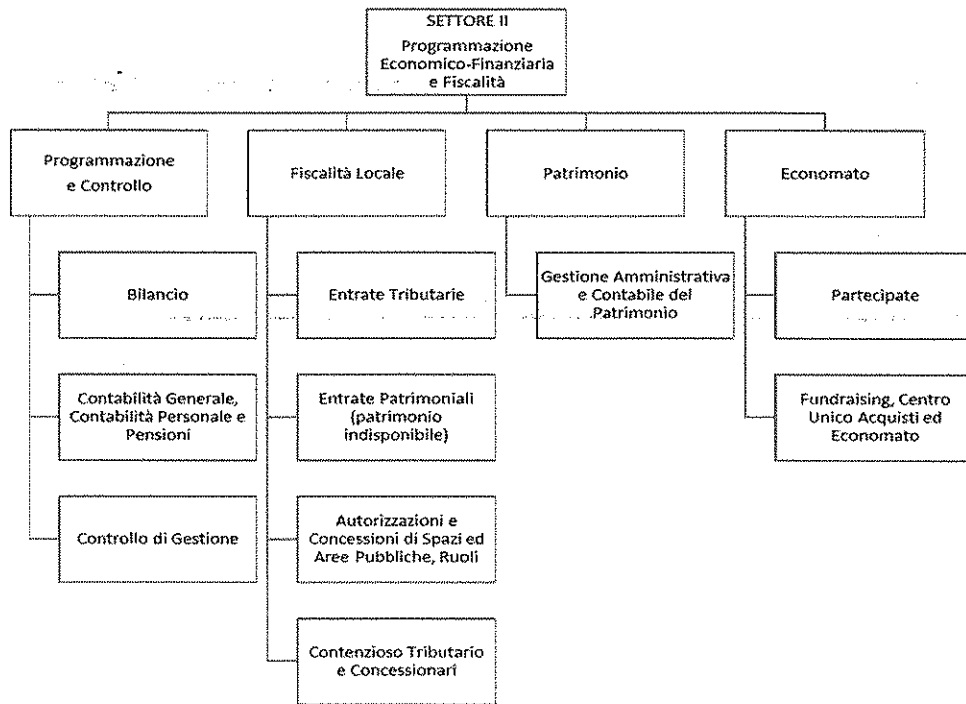 SETTORE II
Programmazione
Economico-Finanziaria
e Fiscalità
Programmazione
e Controllo
Fiscalità Locale
Patrimonio
Economato
Bilancio
Entrate Tributarie
Gestione Amministrativa
e Contabile del
Patrimonio
Partecipate
Contabilità Generale,
Contabilità Personale e
Pensioni
Entrate Patrimoniali
(patrimonio
indisponibile)
Fundraising, Centro
Unico Acquisti ed
Economato
Controllo di Gestione
Autorizzazioni e
Concessioni di Spazi ed
Aree Pubbliche, Ruoli
Contenzioso Tributario
e Concessionari